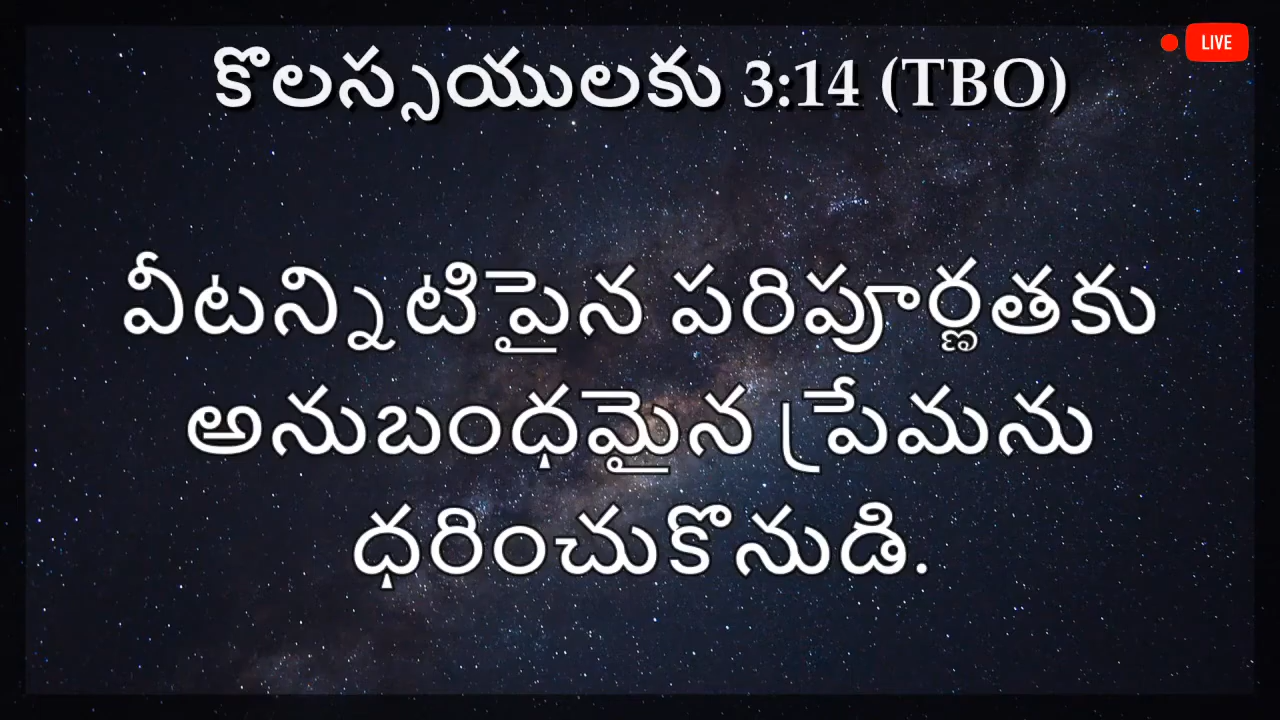 LIVE
కొలస్సయులకు 3:14 (TBO)
వీటన్నిటిపైన పరిపూర్ణతకు
అనుబంధమైన ప్రేమను
ధరించుకొనుడి.